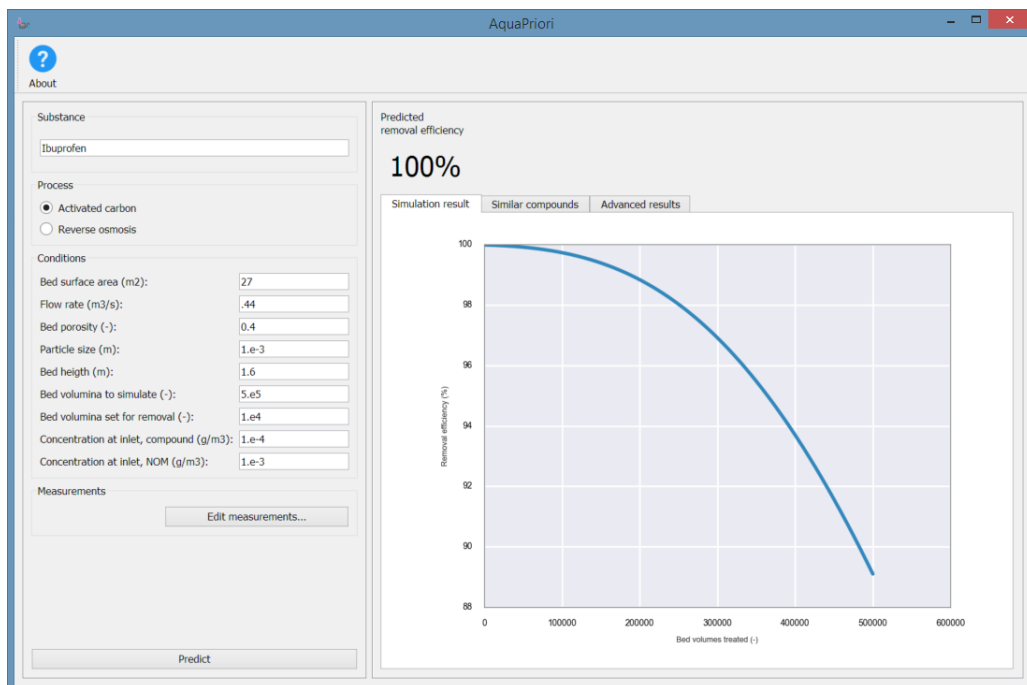 AquaPriori
?
About
Substance
Ibuprofen
Process
Activated carbon
Reverse osmosis
Conditions
Bed surface area (m2): 27
Flow rate (m3/s): .44
Bed porosity (-): 0.4
Particle size (m): 1.e-3
Bed heigth (m): 1.6
Bed volumina to simulate (-): 5.e5
Bed volumina set for removal (-): 1.e4
Concentration at inlet, compound (g/m3): 1.e-4
Concentration at inlet, NOM (g/m3): 1.e-3
Measurements
Edit measurements...
Predict
Predicted
removal efficiency
100%
Simulation result Similar compounds Advanced results
Removal efficiency (%)
100
98
96
94
92
90
88
0 100000 200000 300000 400000 500000 600000
Bed volumes treated (-)